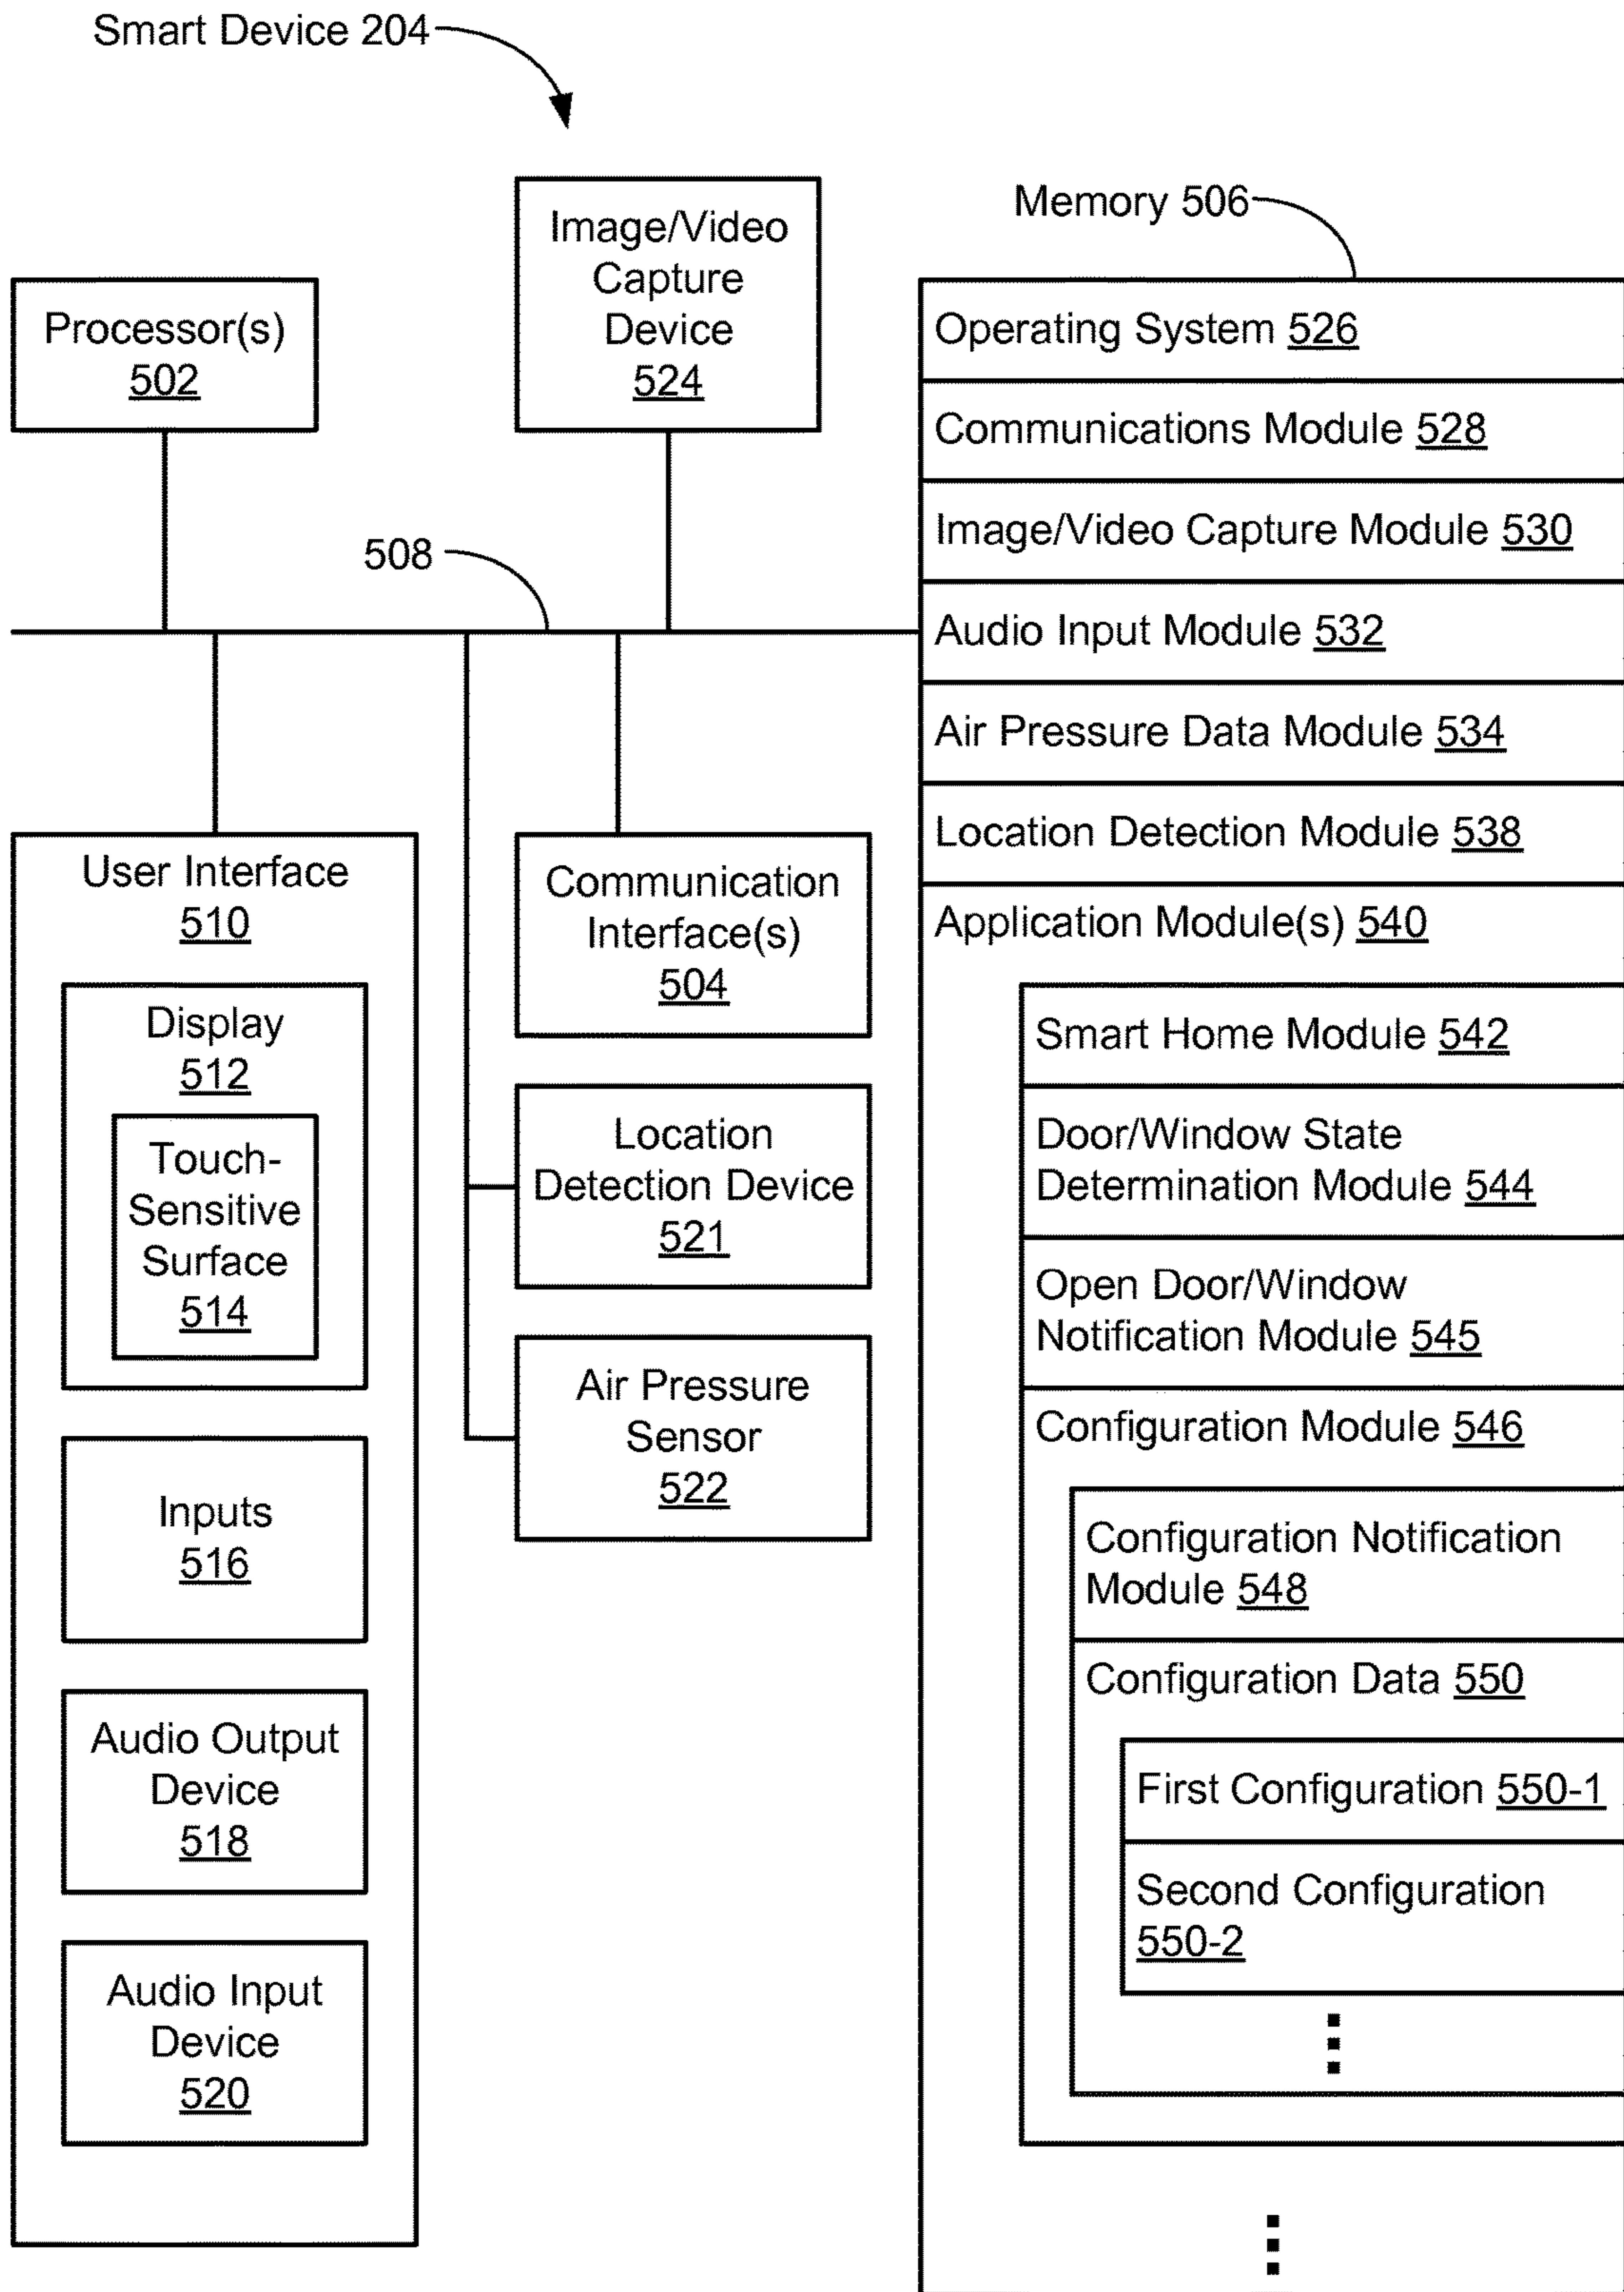 Smart Device 204
Image/Video
Capture
Device
524
Processor(s)
502
508
User Interface
510
Display
512
Touch-
Sensitive
Surface
514
Inputs
516
Audio Output
Device
518
Audio Input
Device
520
Communication
Interface(s)
504
Location
Detection Device
521
Air Pressure
Sensor
522
Memory 506
Operating System 526
Communications Module 528
Image/Video Capture Module 530
Audio Input Module 532
Air Pressure Data Module 534
Location Detection Module 538
Application Module(s) 540
Smart Home Module 542
Door/Window State
Determination Module 544
Open Door/Window
Notification Module 545
Configuration Module 546
Configuration Notification
Module 548
Configuration Data 550
First Configuration 550-1
Second Configuration
550-2